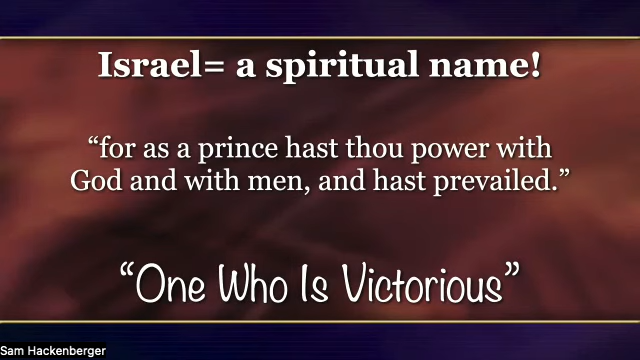 Israel= a spiritual name!
“for as a prince hast thou power with
God and with men, and hast prevailed.”
“One Who Is Victorious”
Sam Hackenberger